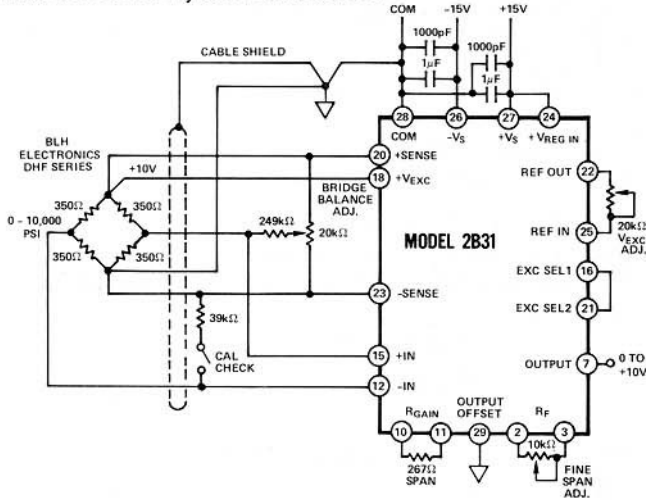 COM
-15V
+15V
1000pF
1000pF
1µF
1µF
CABLE SHIELD
28
26
27
24
COM
-VS
+VS
+VREG IN
BLH
ELECTRONICS
DHF SERIES
+10V
20
+SENSE
18
+VEXC
BRIDGE
BALANCE
ADJ.
REF OUT
22
350Ω
350Ω
0 – 10,000
PSI
350Ω
350Ω
249kΩ
20kΩ
MODEL 2B31
REF IN
25
20kΩ
VEXC
ADJ.
EXC SEL1
16
EXC SEL2
21
23
-SENSE
39kΩ
CAL
CHECK
15
+IN
12
-IN
OUTPUT
7
0 TO
+10V
RGAIN
OUTPUT
OFFSET
RF
10
11
29
2
3
267Ω
SPAN
10kΩ
FINE
SPAN
ADJ.